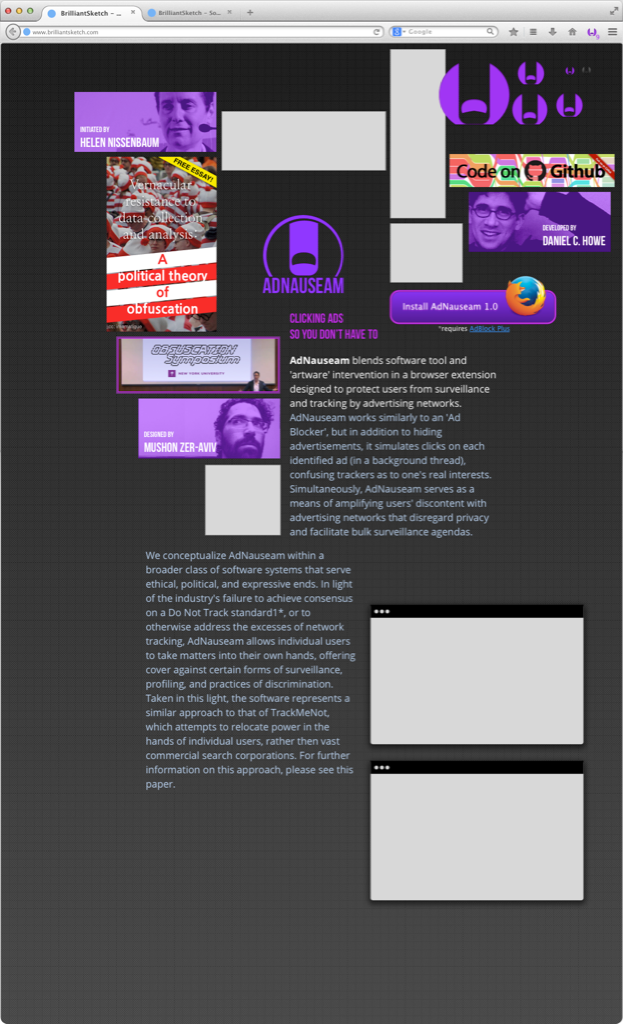 BrilliantSketch – ...
BrilliantSketch – So...
www.brilliantsketch.com
Google
9
INITIATED BY
HELEN NISSENBAUM
FREE ESSAY!
Vernacular
resistance to
data collection
and analysis:
A
political theory
of
obfuscation
Code on Github
DEVELOPED BY
DANIEL C. HOWE
ADNAUSEAM
Install AdNauseam 1.0
*requires AdBlock Plus
CLICKING ADS
SO YOU DON'T HAVE TO
OBFUSCATION
Symposium
NEW YORK UNIVERSITY
DESIGNED BY
MUSHON ZER-AVIV
AdNauseam blends software tool and
'artware' intervention in a browser extension
designed to protect users from surveillance
and tracking by advertising networks.
AdNauseam works similarly to an 'Ad
Blocker', but in addition to hiding
advertisements, it simulates clicks on each
identified ad (in a background thread),
confusing trackers as to one's real interests.
Simultaneously, AdNauseam serves as a
means of amplifying users' discontent with
advertising networks that disregard privacy
and facilitate bulk surveillance agendas.
We conceptualize AdNauseam within a
broader class of software systems that serve
ethical, political, and expressive ends. In light
of the industry's failure to achieve consensus
on a Do Not Track standard1*, or to
otherwise address the excesses of network
tracking, AdNauseam allows individual users
to take matters into their own hands, offering
cover against certain forms of surveillance,
profiling, and practices of discrimination.
Taken in this light, the software represents a
similar approach to that of TrackMeNot,
which attempts to relocate power in the
hands of individual users, rather then vast
commercial search corporations. For further
information on this approach, please see this
paper.